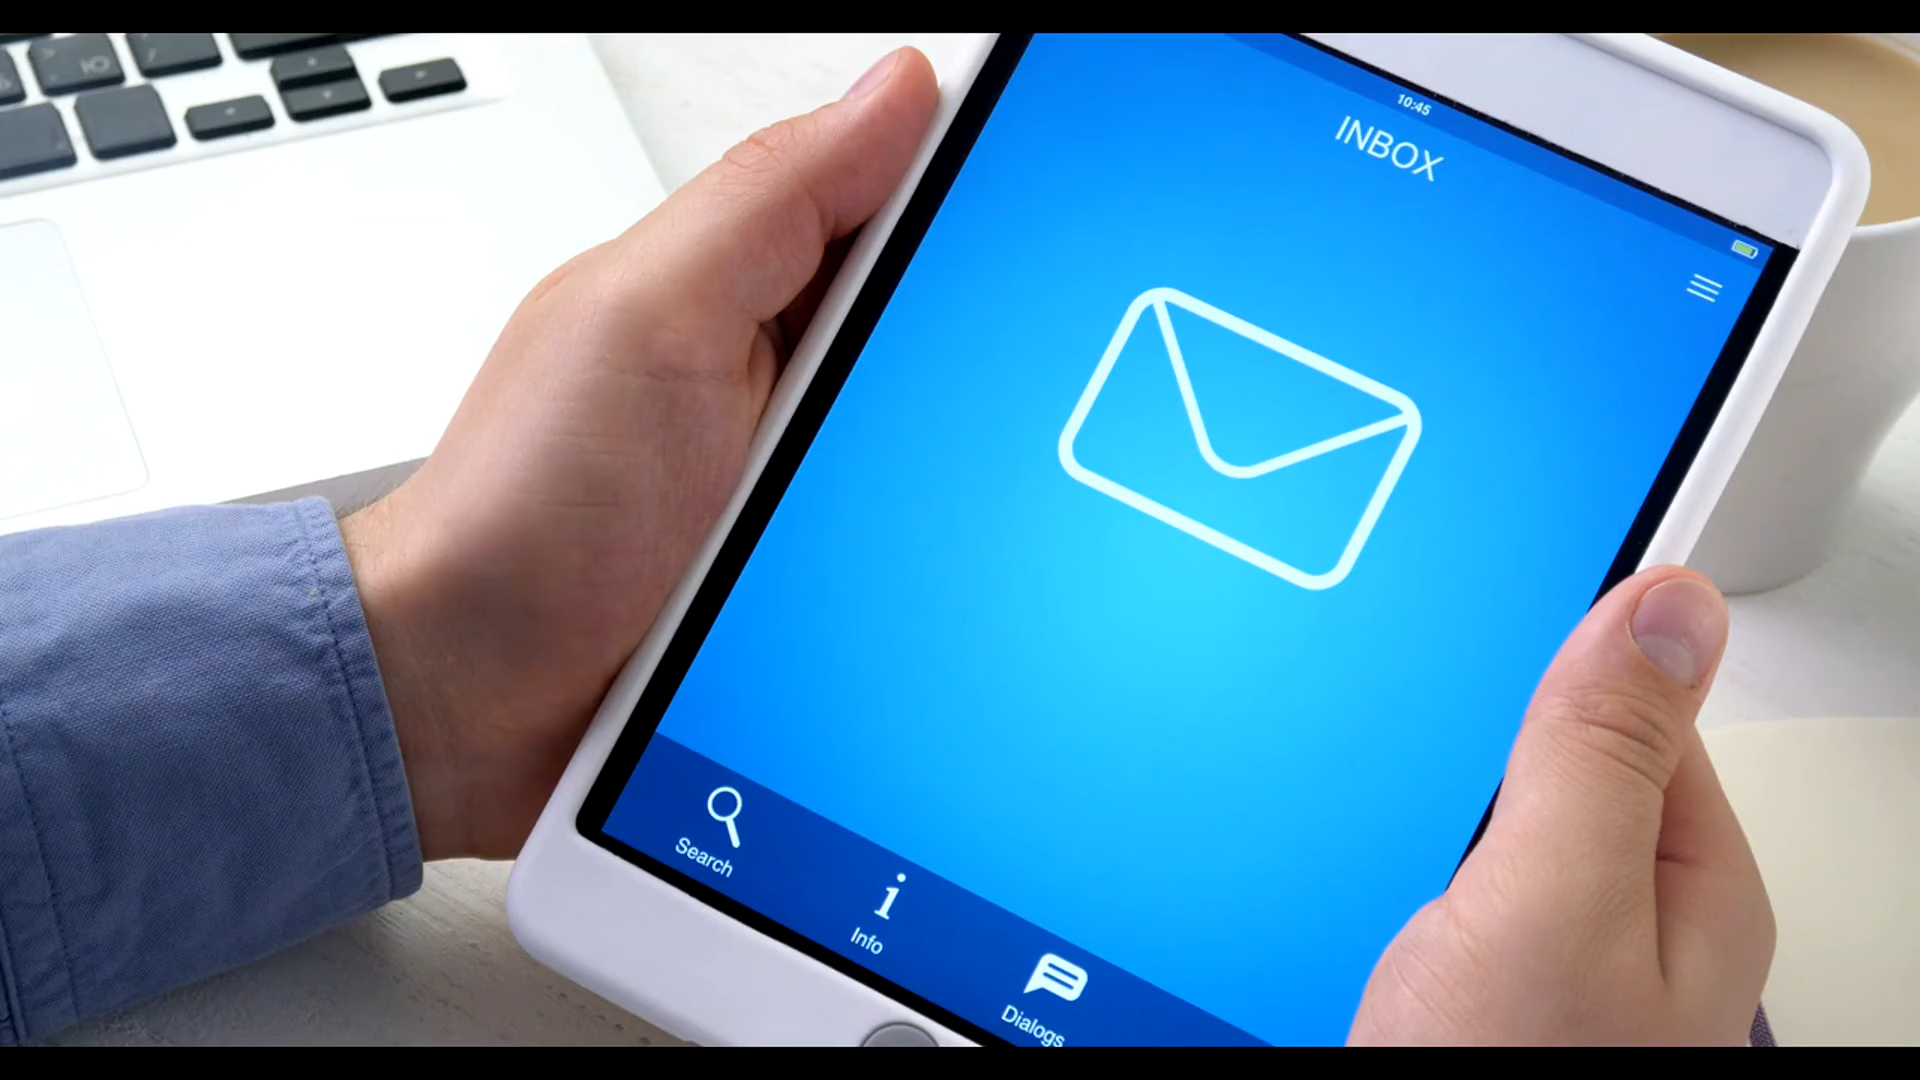 10:45
INBOX
Search
Info
Dialogs
Ю